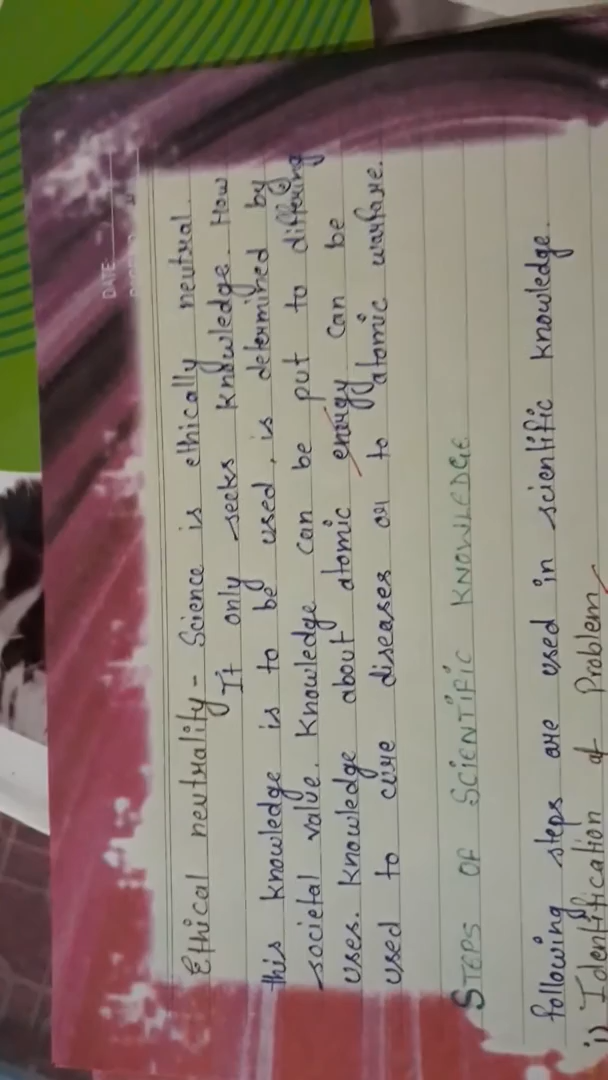 DATE
Ethical neutrality - Science is ethically neutral.
It only seeks knowledge. How
this knowledge is to be used, is determined by
societal value. Knowledge can be put to differing
uses. Knowledge about atomic energy can be
used to cure diseases or to atomic warfare.
STEPS OF SCIENTIFIC KNOWLEDGE
following steps are used in scientific knowledge.
i) Identification of Problem